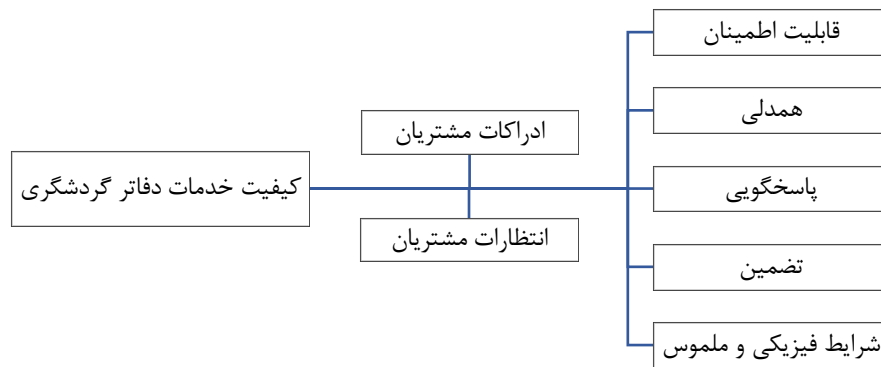 قابلیت اطمینان
همدلی
ادراکات مشتریان
کیفیت خدمات دفاتر گردشگری
پاسخگویی
انتظارات مشتریان
تضمین
شرایط فیزیکی و ملموس